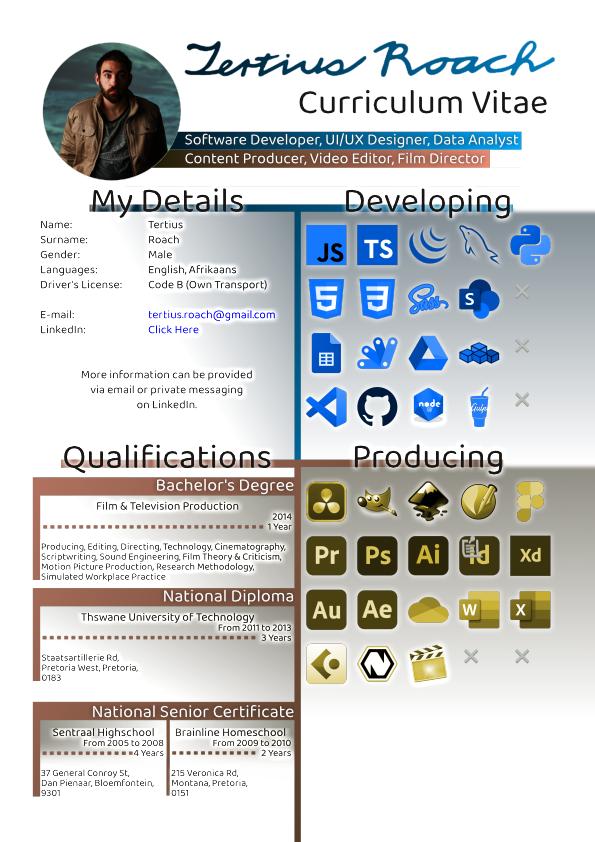 Tertius Roach
Curriculum Vitae
Software Developer, UI/UX Designer, Data Analyst
Content Producer, Video Editor, Film Director
My Details
Name: Tertius
Surname: Roach
Gender: Male
Languages: English, Afrikaans
Driver's License: Code B (Own Transport)
E-mail: tertius.roach@gmail.com
LinkedIn: Click Here
More information can be provided
via email or private messaging
on LinkedIn.
Developing
JS TS
5 3 Sass S
node Gulp
Qualifications
Bachelor's Degree
Film & Television Production
2014
1 Year
Producing, Editing, Directing, Technology, Cinematography,
Scriptwriting, Sound Engineering, Film Theory & Criticism,
Motion Picture Production, Research Methodology,
Simulated Workplace Practice
National Diploma
Thswane University of Technology
From 2011 to 2013
3 Years
Staatsartillerie Rd,
Pretoria West, Pretoria,
0183
National Senior Certificate
Sentraal Highschool
From 2005 to 2008
4 Years
37 General Conroy St,
Dan Pienaar, Bloemfontein,
9301
Brainline Homeschool
From 2009 to 2010
2 Years
215 Veronica Rd,
Montana, Pretoria,
0151
Producing
Pr Ps Ai Id Xd
Au Ae W X
N